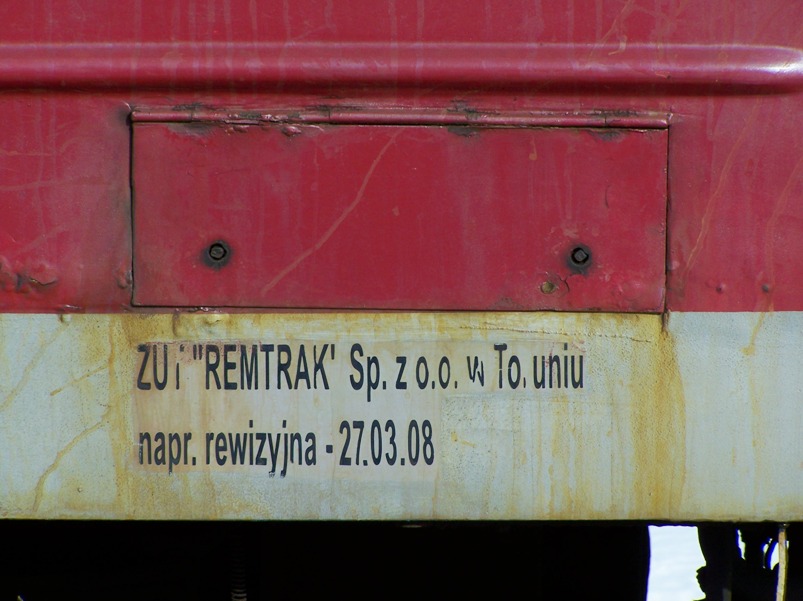 ZU i "REMTRAK" Sp. z o.o. w To.uniu
napr. rewizyjna - 27.03.08